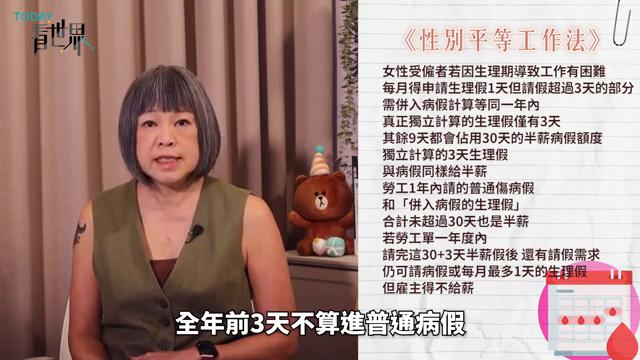 TODAY
看世界
《性別平等工作法》
女性受僱者若因生理期導致工作有困難
每月得申請生理假1天但請假超過3天的部分
需併入病假計算等同一年內
真正獨立計算的生理假僅有3天
其餘9天都會佔用30天的半薪病假額度
獨立計算的3天生理假
與病假同樣給半薪
勞工1年內請的普通傷病假
和「併入病假的生理假」
合計未超過30天也是半薪
若勞工單一年度內
請完這30+3天半薪假後 還有請假需求
仍可請病假或每月最多1天的生理假
但雇主得不給薪
全年前3天不算進普通病假